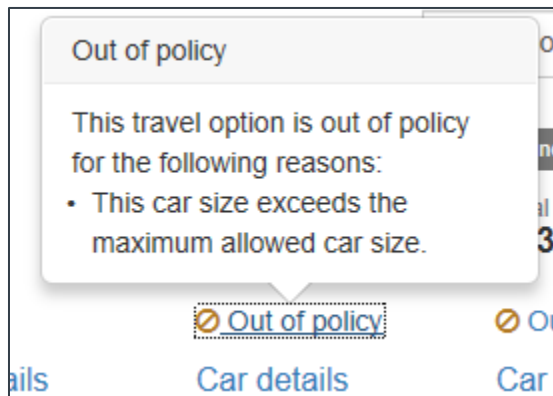 Out of policy
This travel option is out of policy
for the following reasons:
• This car size exceeds the
maximum allowed car size.
Out of policy
Car details
Car